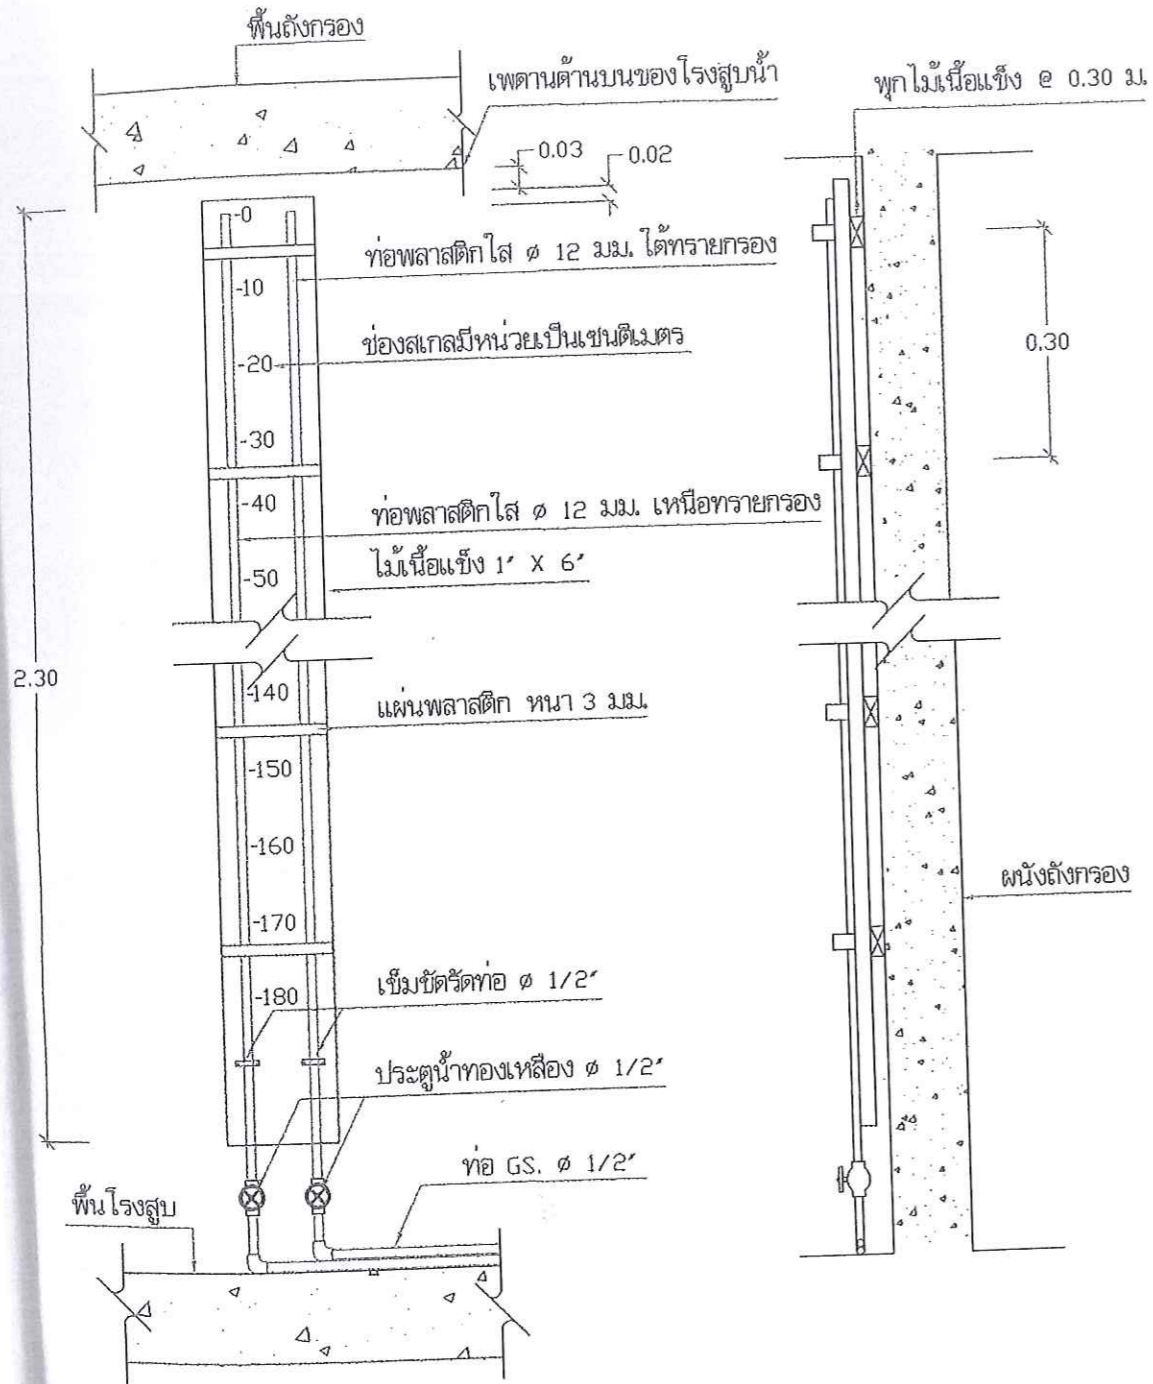 พื้นถังกรอง
เพดานด้านบนของโรงสูบน้ำ
พุกไม้เนื้อแข็ง @ 0.30 ม.
0.03
0.02
-0
ท่อพลาสติกใส ø 12 มม. ใต้ทรายกรอง
-10
ช่องสเกลมีหน่วยเป็นเซนติเมตร
-20
0.30
-30
-40
ท่อพลาสติกใส ø 12 มม. เหนือทรายกรอง
ไม้เนื้อแข็ง 1" X 6"
-50
2.30
-140
แผ่นพลาสติก หนา 3 มม.
-150
-160
ผนังถังกรอง
-170
-180
เข็มขัดรัดท่อ ø 1/2"
ประตูน้ำทองเหลือง ø 1/2"
ท่อ GS. ø 1/2"
พื้นโรงสูบ